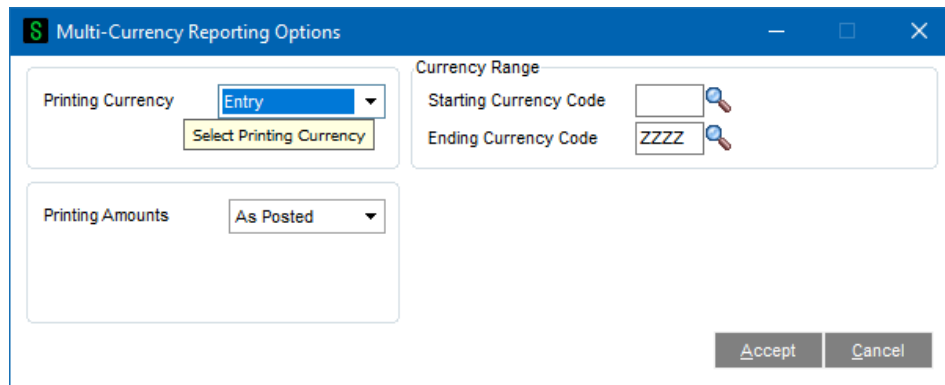 S Multi-Currency Reporting Options
Printing Currency Entry
Select Printing Currency
Currency Range
Starting Currency Code
Ending Currency Code ZZZZ
Printing Amounts As Posted
Accept Cancel